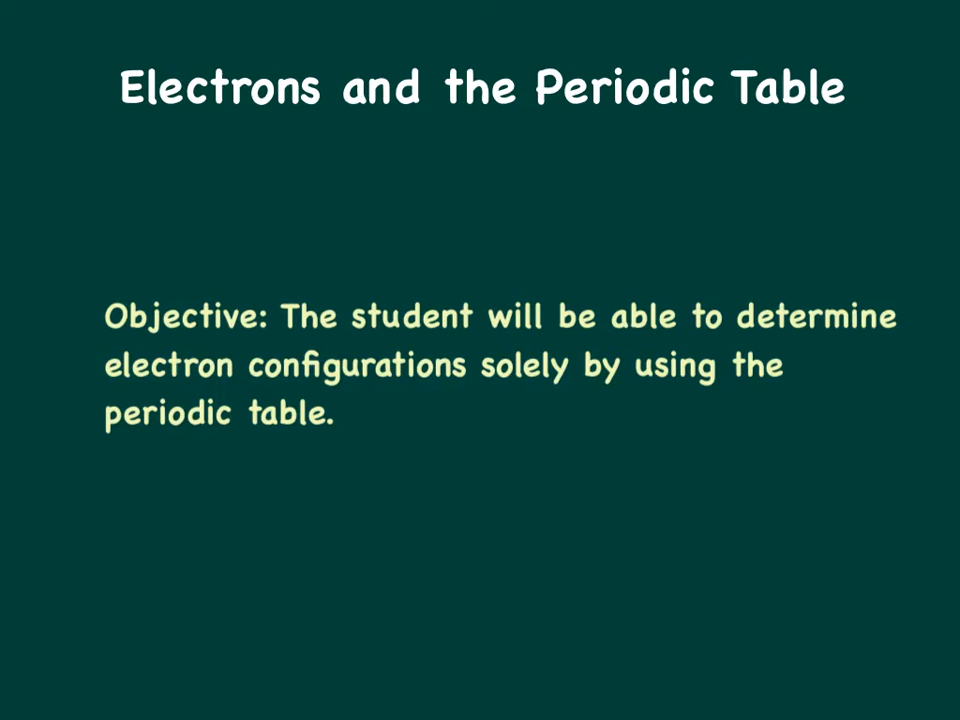 Electrons and the Periodic Table
Objective: The student will be able to determine
electron configurations solely by using the
periodic table.